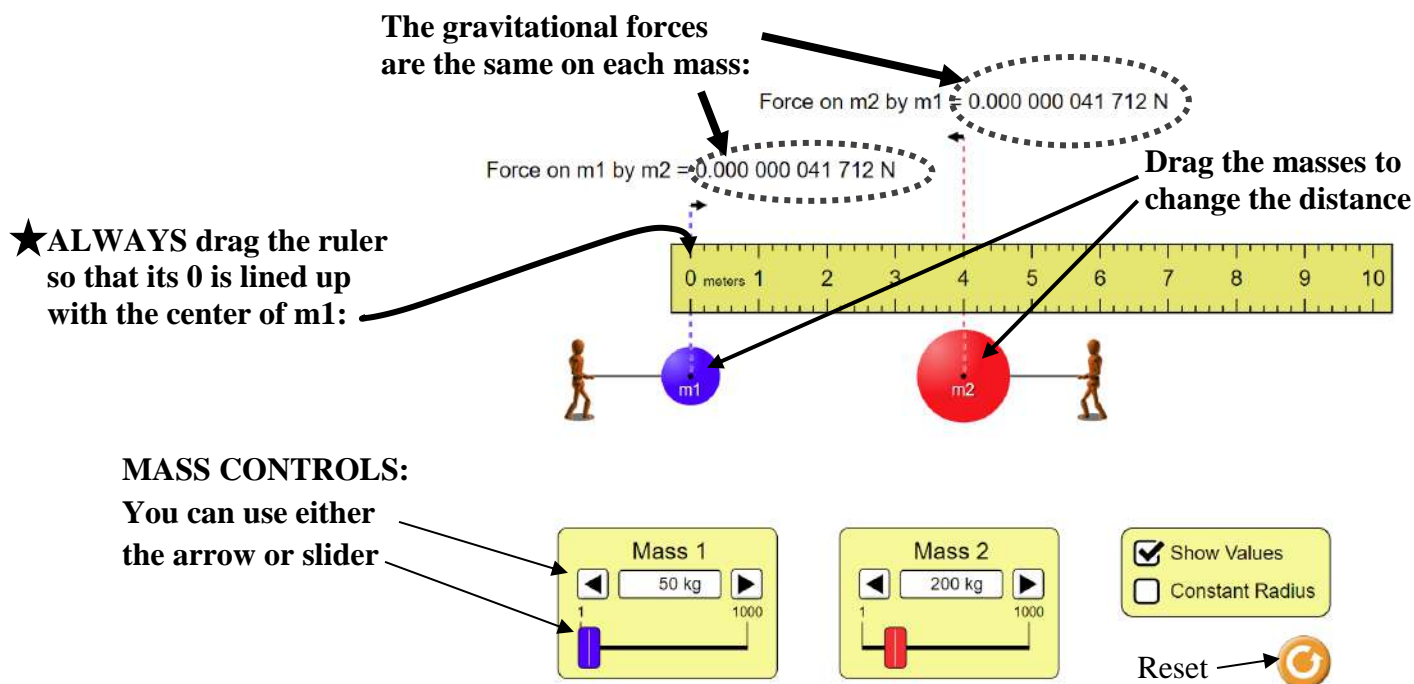 The gravitational forces
are the same on each mass:
Force on m2 by m1 = 0.000 000 041 712 N
Force on m1 by m2 = 0.000 000 041 712 N
Drag the masses to
change the distance
★ALWAYS drag the ruler
so that its 0 is lined up
with the center of m1:
0 meters 1 2 3 4 5 6 7 8 9 10
m1
m2
MASS CONTROLS:
You can use either
the arrow or slider
Mass 1
50 kg
1 1000
Mass 2
200 kg
1 1000
Show Values
Constant Radius
Reset